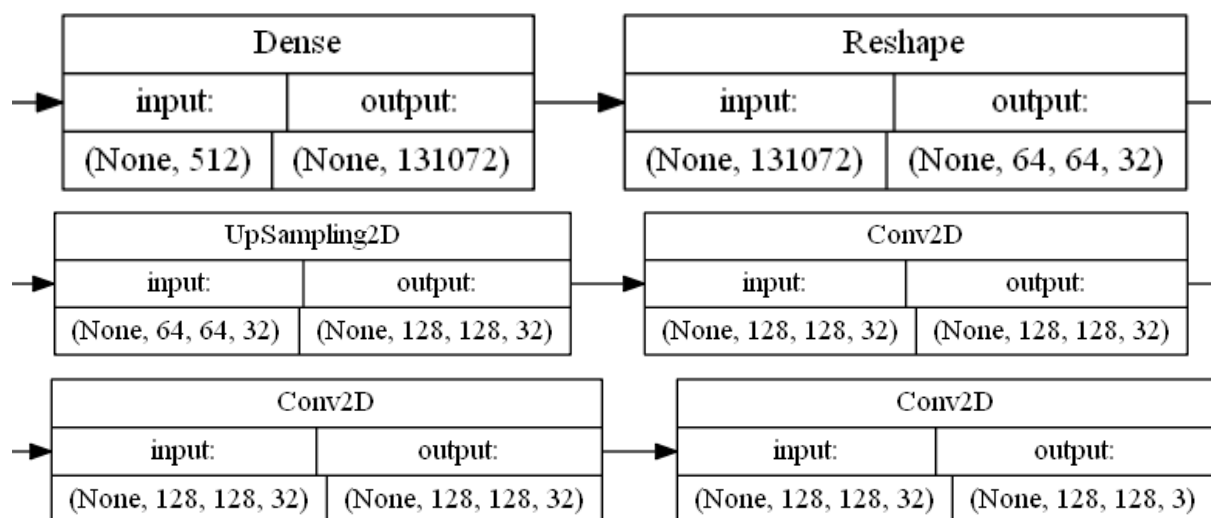 Dense Reshape
input: output: input: output:
(None, 512) (None, 131072) (None, 131072) (None, 64, 64, 32)
UpSampling2D Conv2D
input: output: input: output:
(None, 64, 64, 32) (None, 128, 128, 32) (None, 128, 128, 32) (None, 128, 128, 32)
Conv2D Conv2D
input: output: input: output:
(None, 128, 128, 32) (None, 128, 128, 32) (None, 128, 128, 32) (None, 128, 128, 3)